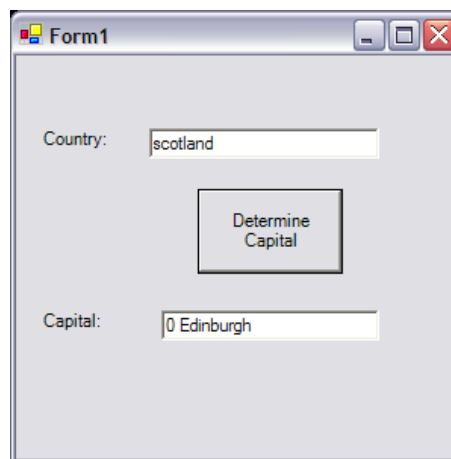 Form1
Country:
scotland
Determine
Capital
Capital:
0 Edinburgh